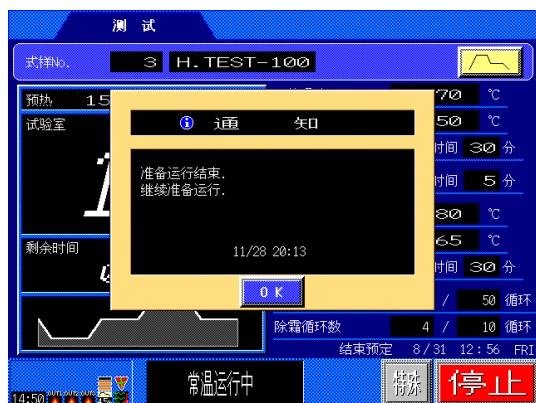 测 试
式样No. 3 H.TEST-100
预热 15
70 ℃
试验室
50 ℃
时间 30 分
时间 5 分
80 ℃
剩余时间
65 ℃
时间 30 分
ⓘ 通 知
准备运行结束.
继续准备运行.
11/28 20:13
OK
/ 50 循环
除霜循环数 4 / 10 循环
结束预定 8/31 12:56 FRI
14:50 OUT1 OUT2 OUT3
常温运行中
特殊
停止